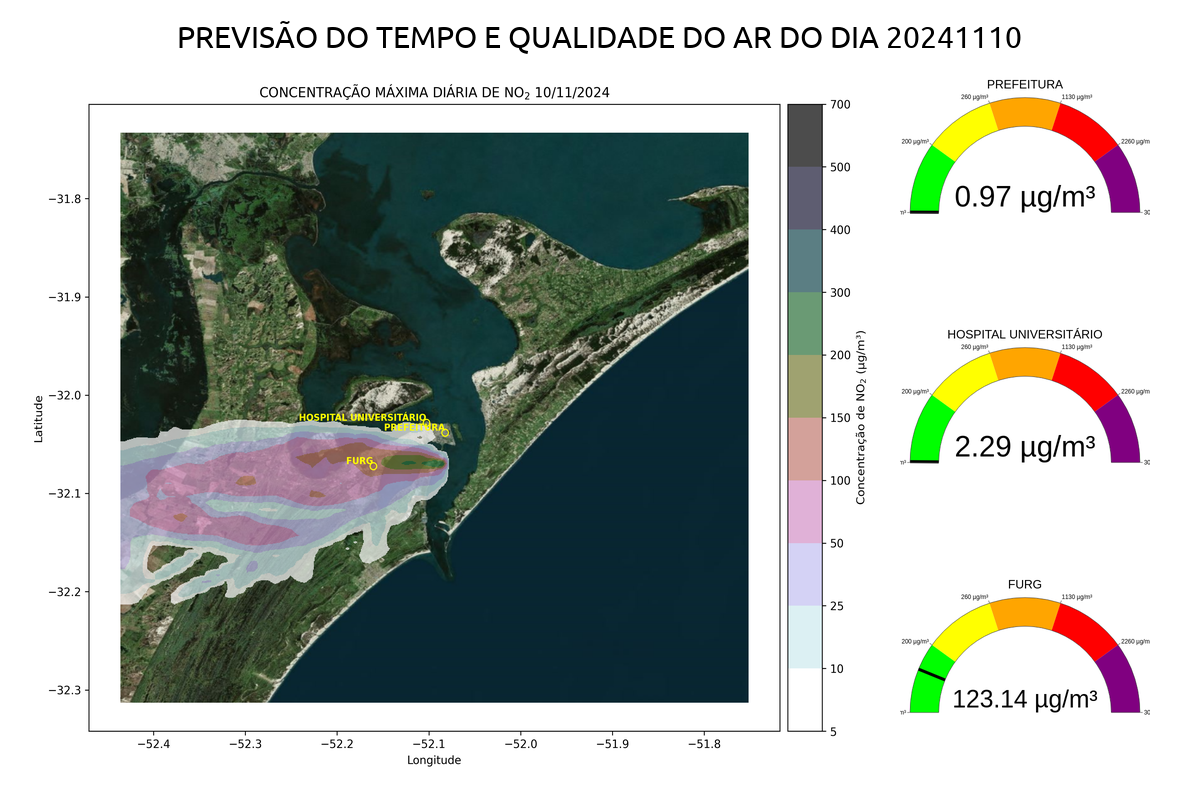 PREVISÃO DO TEMPO E QUALIDADE DO AR DO DIA 20241110
CONCENTRAÇÃO MÁXIMA DIÁRIA DE NO₂ 10/11/2024
−31.8
−31.9
−32.0
−32.1
−32.2
−32.3
Latitude
−52.4
−52.3
−52.2
−52.1
−52.0
−51.9
−51.8
Longitude
HOSPITAL UNIVERSITÁRIO
PREFEITURA
FURG
700
500
400
300
200
150
100
50
25
10
5
Concentração de NO₂ (µg/m³)
PREFEITURA
260 µg/m³
1130 µg/m³
200 µg/m³
2260 µg/m
0.97 µg/m³
m³
30
HOSPITAL UNIVERSITÁRIO
260 µg/m³
1130 µg/m³
200 µg/m³
2260 µg/m
2.29 µg/m³
m³
30
FURG
260 µg/m³
1130 µg/m³
200 µg/m³
2260 µg/m
123.14 µg/m³
m³
30